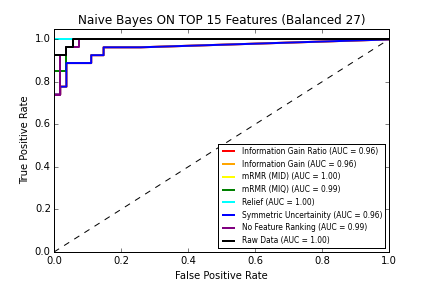 Naive Bayes ON TOP 15 Features (Balanced 27)
1.0
0.8
0.6
0.4
0.2
0.0
True Positive Rate
Information Gain Ratio (AUC = 0.96)
Information Gain (AUC = 0.96)
mRMR (MID) (AUC = 1.00)
mRMR (MIQ) (AUC = 0.99)
Relief (AUC = 1.00)
Symmetric Uncertainity (AUC = 0.96)
No Feature Ranking (AUC = 0.99)
Raw Data (AUC = 1.00)
0.0 0.2 0.4 0.6 0.8 1.0
False Positive Rate